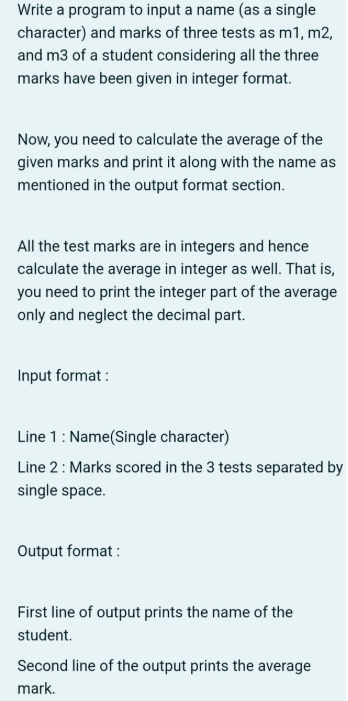 Write a program to input a name (as a single
character) and marks of three tests as m1, m2,
and m3 of a student considering all the three
marks have been given in integer format.
Now, you need to calculate the average of the
given marks and print it along with the name as
mentioned in the output format section.
All the test marks are in integers and hence
calculate the average in integer as well. That is,
you need to print the integer part of the average
only and neglect the decimal part.
Input format :
Line 1 : Name(Single character)
Line 2 : Marks scored in the 3 tests separated by
single space.
Output format :
First line of output prints the name of the
student.
Second line of the output prints the average
mark.